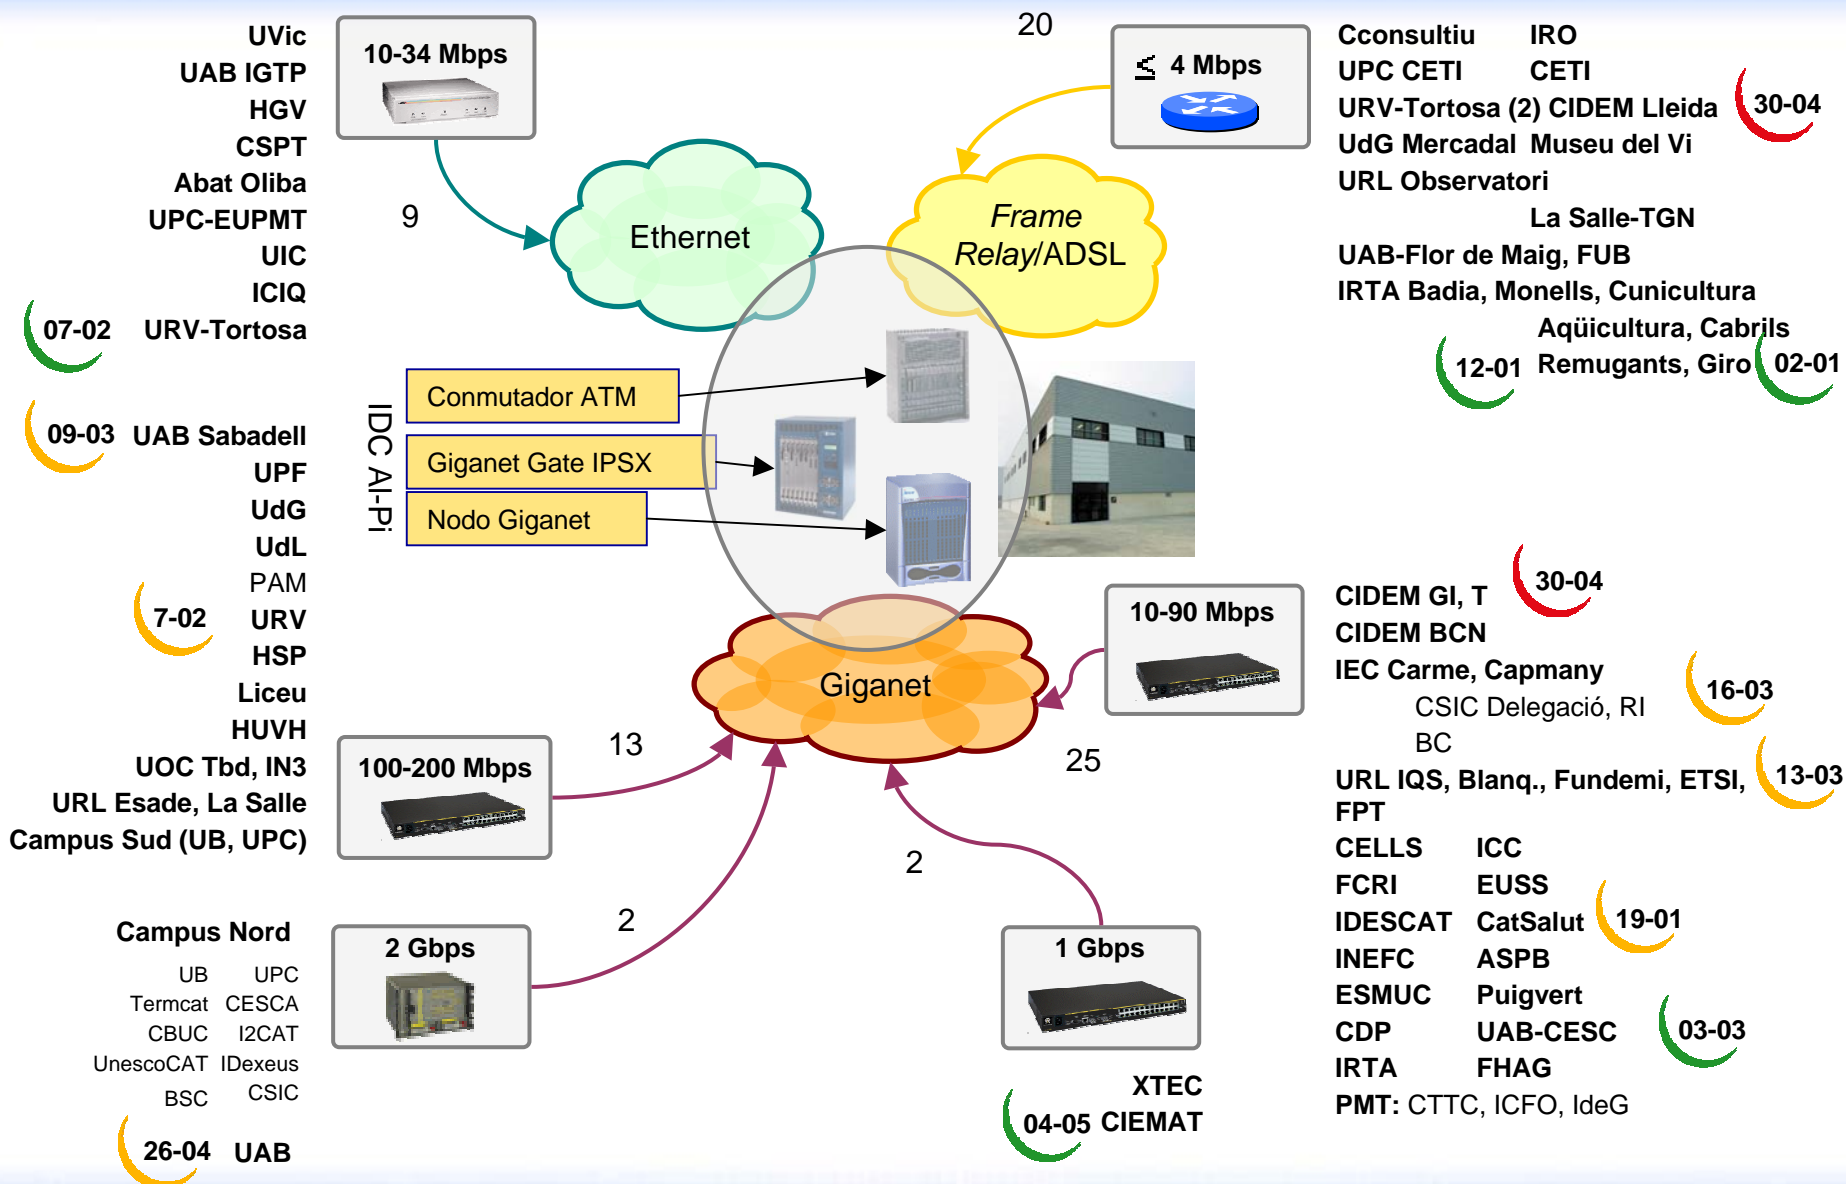 UVic
UAB IGTP
HGV
CSPT
Abat Oliba
UPC-EUPMT
UIC
ICIQ
07-02 URV-Tortosa
10-34 Mbps
9
Ethernet
20
≤ 4 Mbps
Frame
Relay/ADSL
Cconsultiu IRO
UPC CETI CETI
URV-Tortosa (2) CIDEM Lleida 30-04
UdG Mercadal Museu del Vi
URL Observatori
La Salle-TGN
UAB-Flor de Maig, FUB
IRTA Badia, Monells, Cunicultura
Aqüicultura, Cabrils
12-01 Remugants, Giro 02-01
IDC Al-Pi
Conmutador ATM
Giganet Gate IPSX
Nodo Giganet
09-03 UAB Sabadell
UPF
UdG
UdL
PAM
7-02 URV
HSP
Liceu
HUVH
UOC Tbd, IN3
URL Esade, La Salle
Campus Sud (UB, UPC)
100-200 Mbps
13
Giganet
10-90 Mbps
25
CIDEM GI, T 30-04
CIDEM BCN
IEC Carme, Capmany
16-03
CSIC Delegació, RI
BC
URL IQS, Blanq., Fundemi, ETSI, 13-03
FPT
CELLS ICC
FCRI EUSS
IDESCAT CatSalut 19-01
INEFC ASPB
ESMUC Puigvert
CDP UAB-CESC 03-03
IRTA FHAG
PMT: CTTC, ICFO, IdeG
Campus Nord
UB UPC
Termcat CESCA
CBUC I2CAT
UnescoCAT IDexeus
BSC CSIC
26-04 UAB
2 Gbps
2
2
1 Gbps
XTEC
04-05 CIEMAT